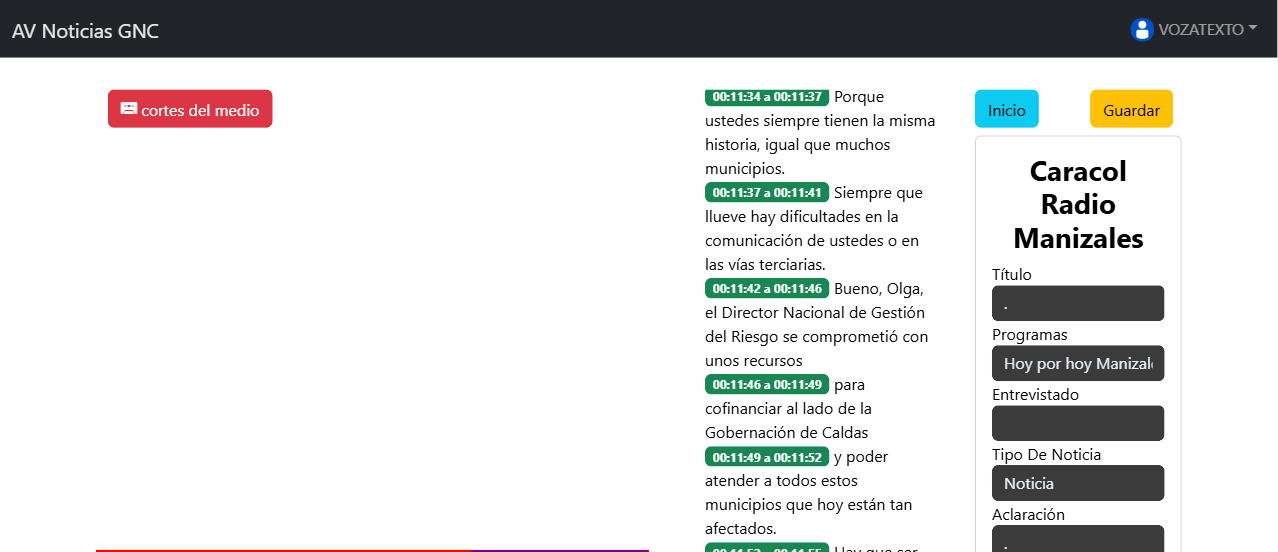 AV Noticias GNC
VOZATEXTO
cortes del medio
00:11:34 a 00:11:37 Porque
ustedes siempre tienen la misma
historia, igual que muchos
municipios.
00:11:37 a 00:11:41 Siempre que
llueve hay dificultades en la
comunicación de ustedes o en
las vías terciarias.
00:11:42 a 00:11:46 Bueno, Olga,
el Director Nacional de Gestión
del Riesgo se comprometió con
unos recursos
00:11:46 a 00:11:49 para
cofinanciar al lado de la
Gobernación de Caldas
00:11:49 a 00:11:52 y poder
atender a todos estos
municipios que hoy están tan
afectados.
00:11:52 a 00:11:55 Hay que ser
Inicio
Guardar
Caracol
Radio
Manizales
Título
.
Programas
Hoy por hoy Manizal
Entrevistado
Tipo De Noticia
Noticia
Aclaración
.